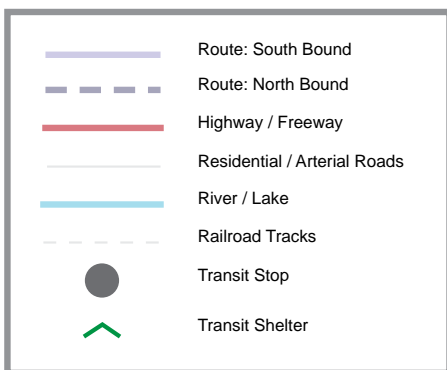 Route: South Bound
Route: North Bound
Highway / Freeway
Residential / Arterial Roads
River / Lake
Railroad Tracks
Transit Stop
Transit Shelter